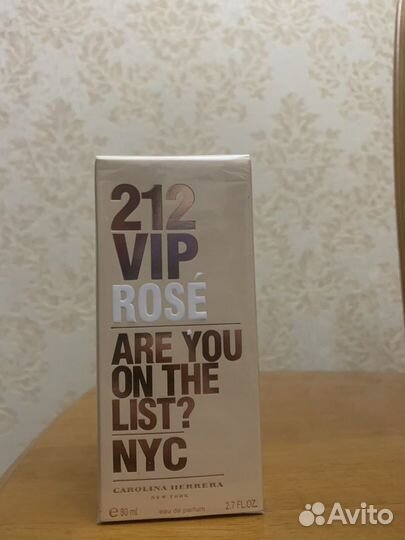 212
VIP
ROSÉ
ARE YOU
ON THE
LIST?
NYC
CAROLINA HERRERA
NEW YORK
℮ 80 ml eau de parfum 2.7 FL.OZ.
Avito